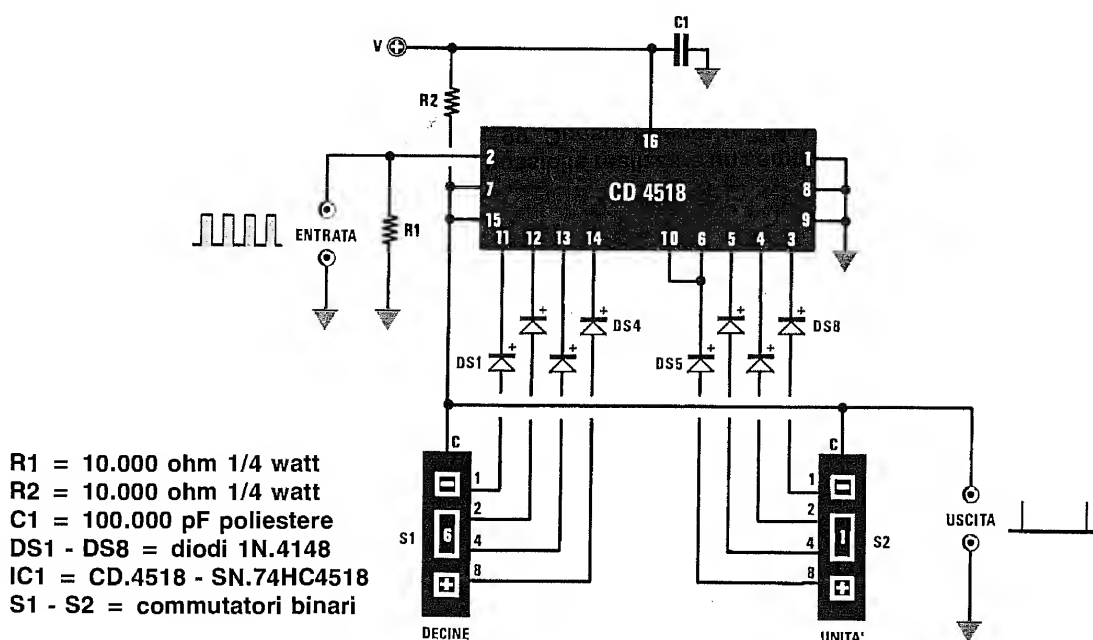 C1
V
R2
16
2
1
7
CD 4518
8
15
9
ENTRATA
R1
11 12 13 14 10 6 5 4 3
+ + + +
+ + + +
DS4
DS8
DS1
DS5
C
C
R1 = 10.000 ohm 1/4 watt
R2 = 10.000 ohm 1/4 watt
C1 = 100.000 pF poliestere
DS1 - DS8 = diodi 1N.4148
IC1 = CD.4518 - SN.74HC4518
S1 - S2 = commutatori binari
1
2
S1
6
4
8
DECINE
1
2
1
S2
4
8
UNITA'
USCITA